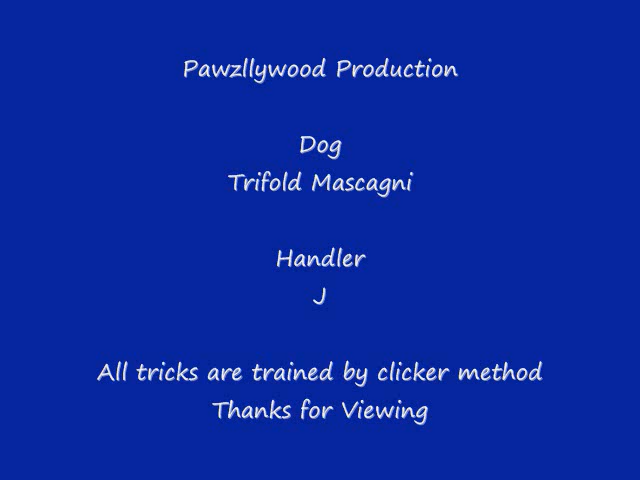 Pawzllywood Production
Dog
Trifold Mascagni
Handler
J
All tricks are trained by clicker method
Thanks for Viewing